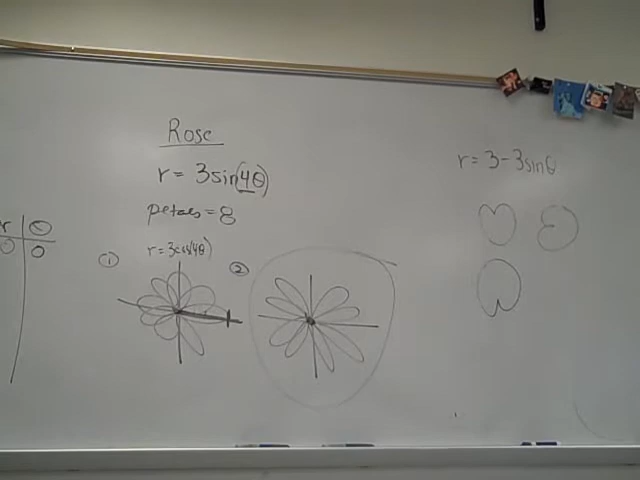 Rose
r = 3sin(4θ)
petals = 8
r = 3cos(4θ)
① ②
r θ
0 0
r = 3-3sinθ